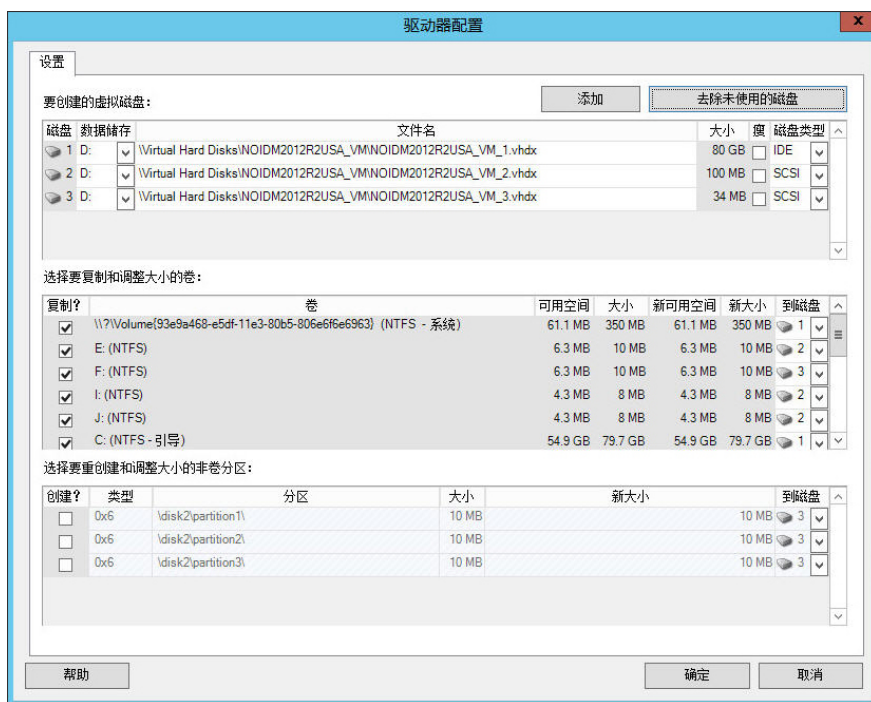 驱动器配置
x
设置
要创建的虚拟磁盘:
添加
去除未使用的磁盘
磁盘 数据储存 文件名 大小 瘦 磁盘类型
1 D: \\Virtual Hard Disks\NOIDM2012R2USA_VM\NOIDM2012R2USA_VM_1.vhdx 80 GB IDE
2 D: \\Virtual Hard Disks\NOIDM2012R2USA_VM\NOIDM2012R2USA_VM_2.vhdx 100 MB SCSI
3 D: \\Virtual Hard Disks\NOIDM2012R2USA_VM\NOIDM2012R2USA_VM_3.vhdx 34 MB SCSI
选择要复制和调整大小的卷:
复制? 卷 可用空间 大小 新可用空间 新大小 到磁盘
\\?\Volume{93e9a468-e5df-11e3-80b5-806e6f6e6963} (NTFS - 系统) 61.1 MB 350 MB 61.1 MB 350 MB 1
E: (NTFS) 6.3 MB 10 MB 6.3 MB 10 MB 2
F: (NTFS) 6.3 MB 10 MB 6.3 MB 10 MB 3
I: (NTFS) 4.3 MB 8 MB 4.3 MB 8 MB 2
J: (NTFS) 4.3 MB 8 MB 4.3 MB 8 MB 2
C: (NTFS - 引导) 54.9 GB 79.7 GB 54.9 GB 79.7 GB 1
选择要重创建和调整大小的非卷分区:
创建? 类型 分区 大小 新大小 到磁盘
0x6 \disk2\partition1\ 10 MB 10 MB 3
0x6 \disk2\partition2\ 10 MB 10 MB 3
0x6 \disk2\partition3\ 10 MB 10 MB 3
帮助
确定
取消